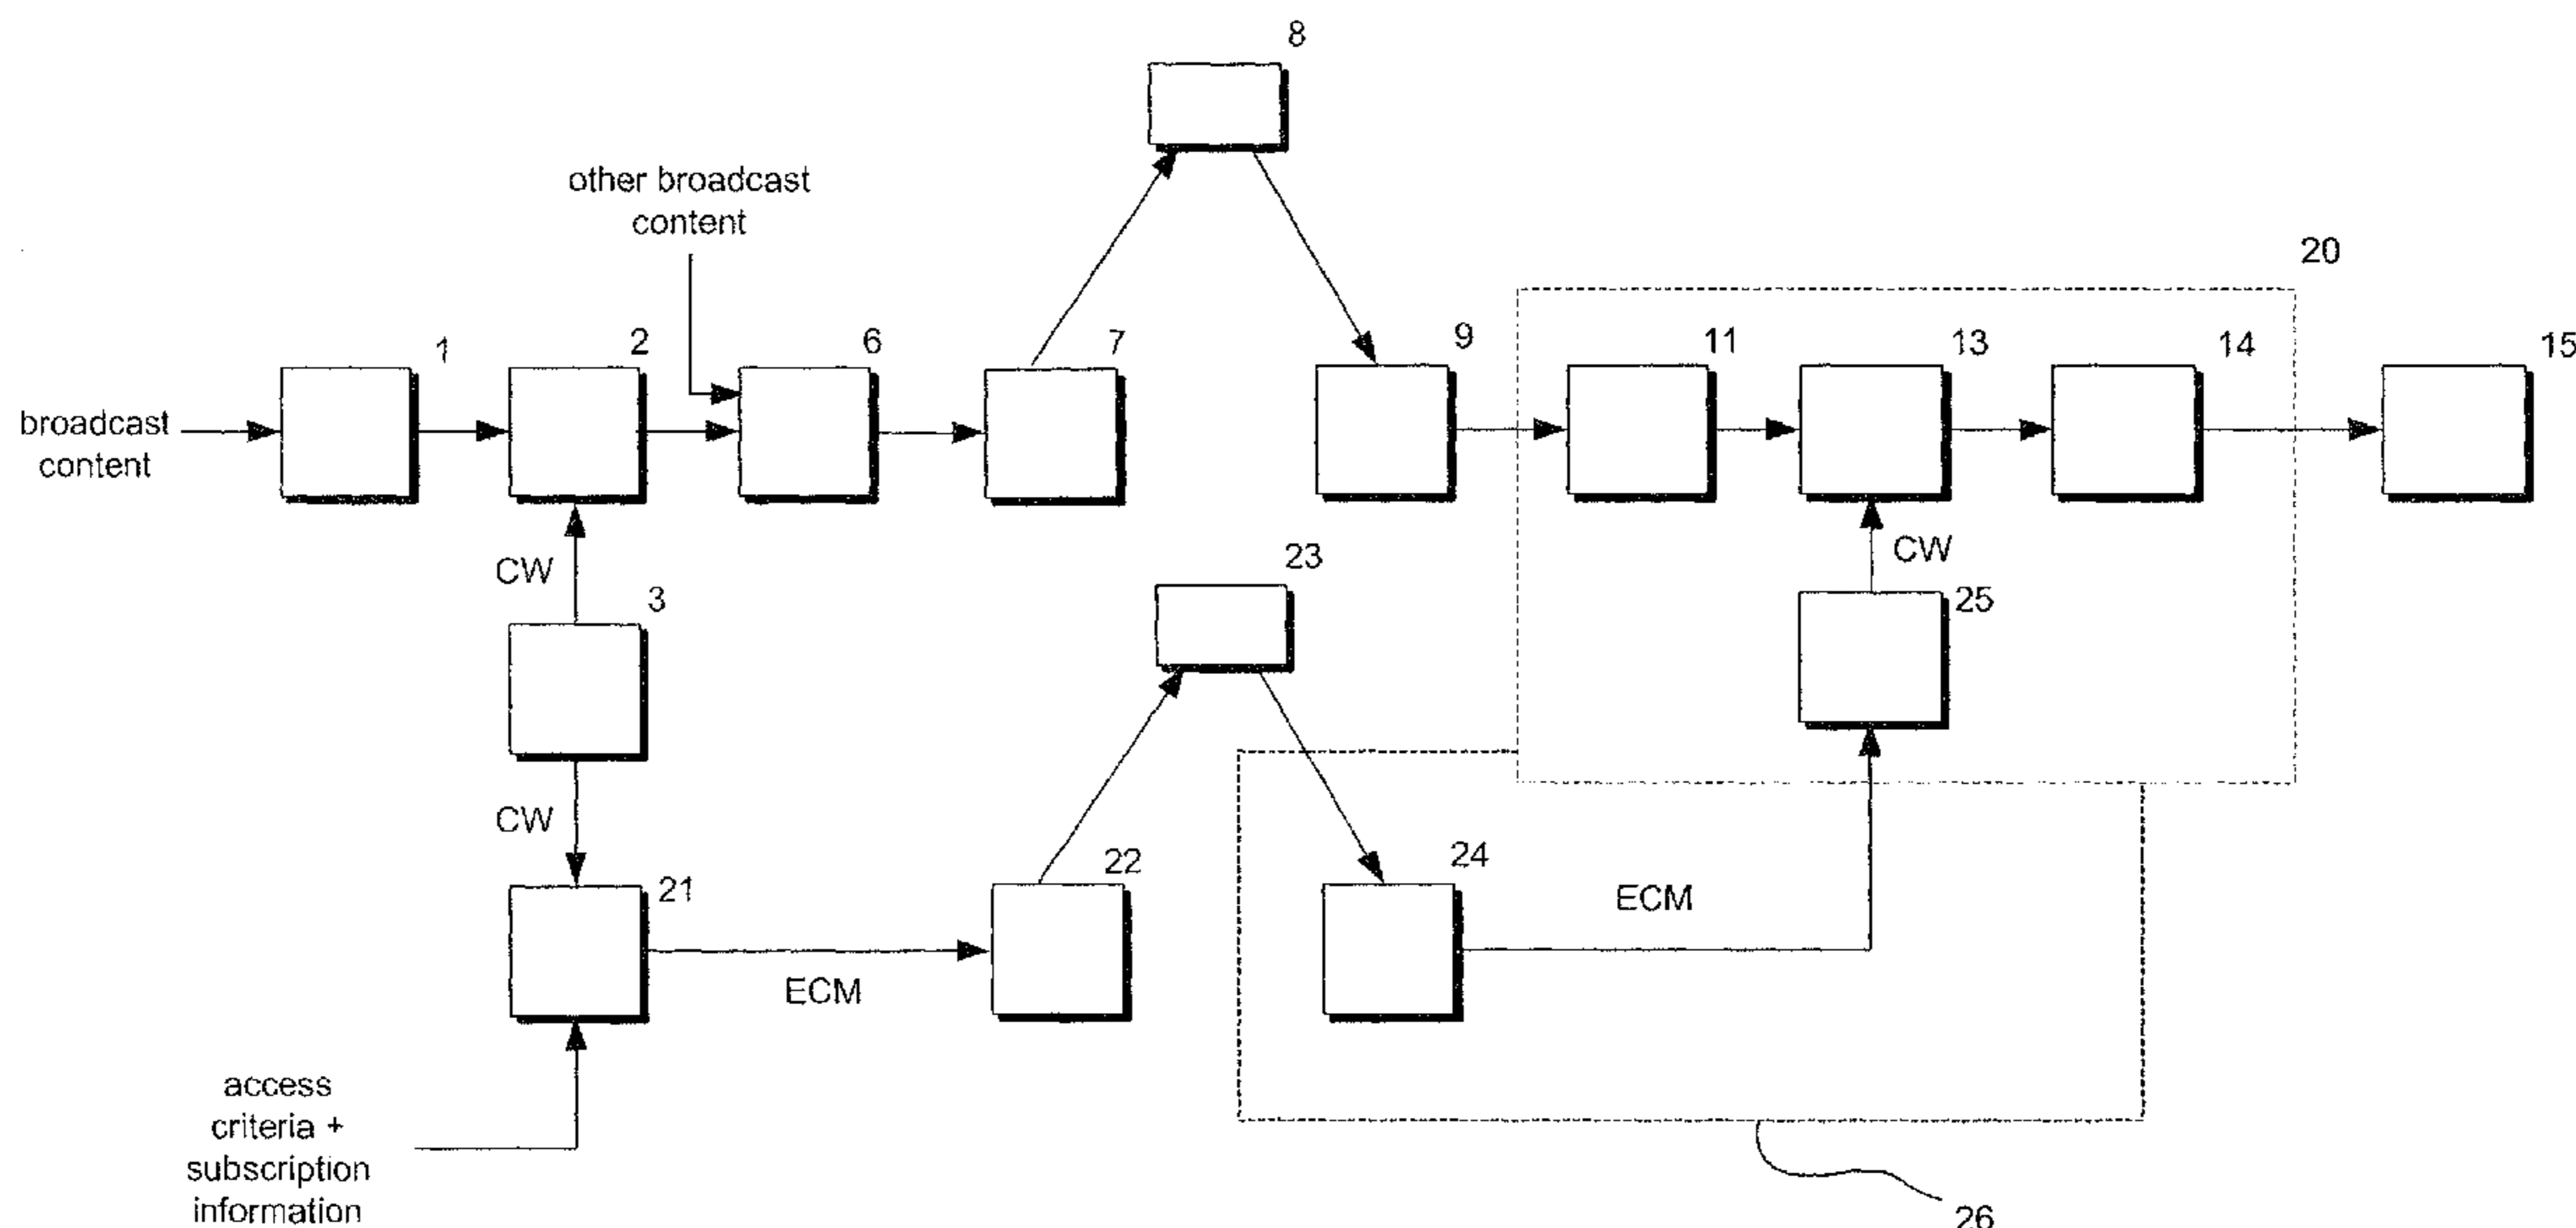 8
other broadcast
content
20
1
2
6
7
9
11
13
14
15
broadcast
content
CW
3
23
CW
25
CW
21
22
24
ECM
ECM
access
criteria +
subscription
information
26